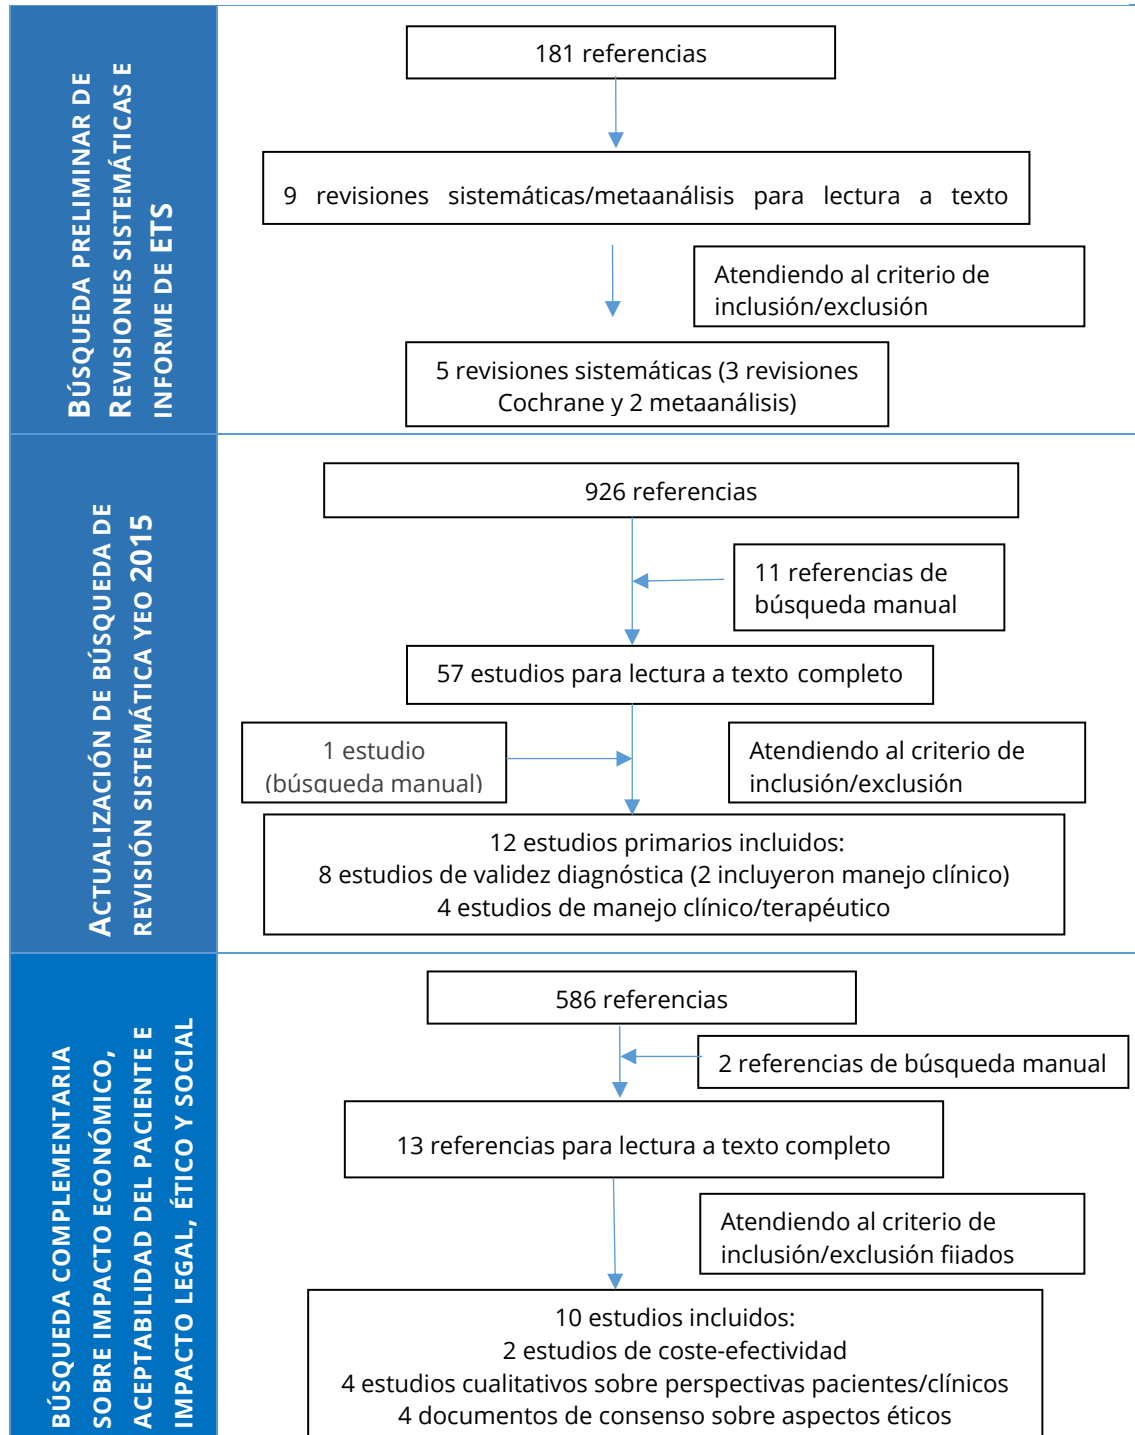 BÚSQUEDA PRELIMINAR DE
REVISIONES SISTEMÁTICAS E
INFORME DE ETS
181 referencias
9 revisiones sistemáticas/metaanálisis para lectura a texto
Atendiendo al criterio de
inclusión/exclusión
5 revisiones sistemáticas (3 revisiones
Cochrane y 2 metaanálisis)
ACTUALIZACIÓN DE BÚSQUEDA DE
REVISIÓN SISTEMÁTICA YEO 2015
926 referencias
11 referencias de
búsqueda manual
57 estudios para lectura a texto completo
1 estudio
(búsqueda manual)
Atendiendo al criterio de
inclusión/exclusión
12 estudios primarios incluidos:
8 estudios de validez diagnóstica (2 incluyeron manejo clínico)
4 estudios de manejo clínico/terapéutico
BÚSQUEDA COMPLEMENTARIA
SOBRE IMPACTO ECONÓMICO,
ACEPTABILIDAD DEL PACIENTE E
IMPACTO LEGAL, ÉTICO Y SOCIAL
586 referencias
2 referencias de búsqueda manual
13 referencias para lectura a texto completo
Atendiendo al criterio de
inclusión/exclusión fijados
10 estudios incluidos:
2 estudios de coste-efectividad
4 estudios cualitativos sobre perspectivas pacientes/clínicos
4 documentos de consenso sobre aspectos éticos